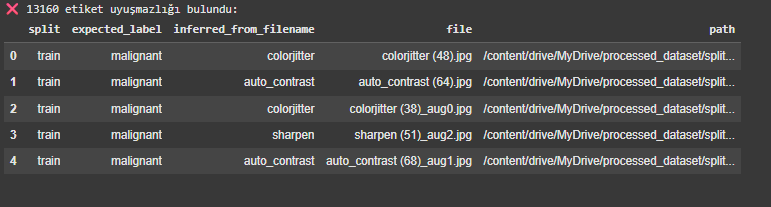 ❌ 13160 etiket uyuşmazlığı bulundu:
split expected_label inferred_from_filename file path
0 train malignant colorjitter colorjitter (48).jpg /content/drive/MyDrive/processed_dataset/split...
1 train malignant auto_contrast auto_contrast (64).jpg /content/drive/MyDrive/processed_dataset/split...
2 train malignant colorjitter colorjitter (38)_aug0.jpg /content/drive/MyDrive/processed_dataset/split...
3 train malignant sharpen sharpen (51)_aug2.jpg /content/drive/MyDrive/processed_dataset/split...
4 train malignant auto_contrast auto_contrast (68)_aug1.jpg /content/drive/MyDrive/processed_dataset/split...